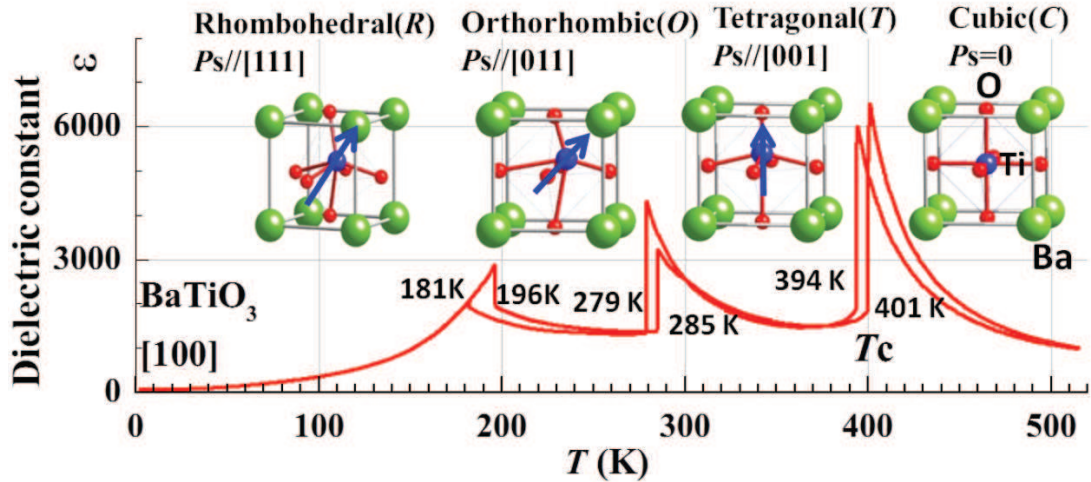 Rhombohedral(R) Orthorhombic(O) Tetragonal(T) Cubic(C)
Ps//[111] Ps//[011] Ps//[001] Ps=0
Dielectric constant ε
6000
3000
0
O
Ti
Ba
181K 196K 279 K 285 K 394 K 401 K
BaTiO3
[100]
Tc
0 100 200 300 400 500
T (K)